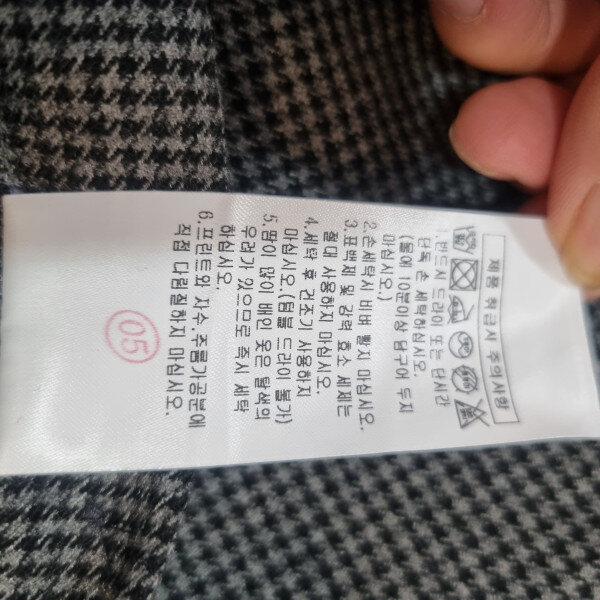 제품 취급시 주의사항
1.반드시 드라이 또는 단시간
단독 손 세탁하십시오.
(물에 10분이상 담구어 두지
마십시오.)
2.손세탁시 비벼 빨지 마십시오.
3.표백제 및 강력 효소 세제는
절대 사용하지 마십시오.
4.세탁 후 건조기 사용하지
마십시오.(텀블 드라이 불가)
5.땀이 많이 배인 옷은 탈색의
우려가 있으므로 즉시 세탁
하십시오.
6.프린트와 자수.주름가공분에
직접 다림질하지 마십시오.
05